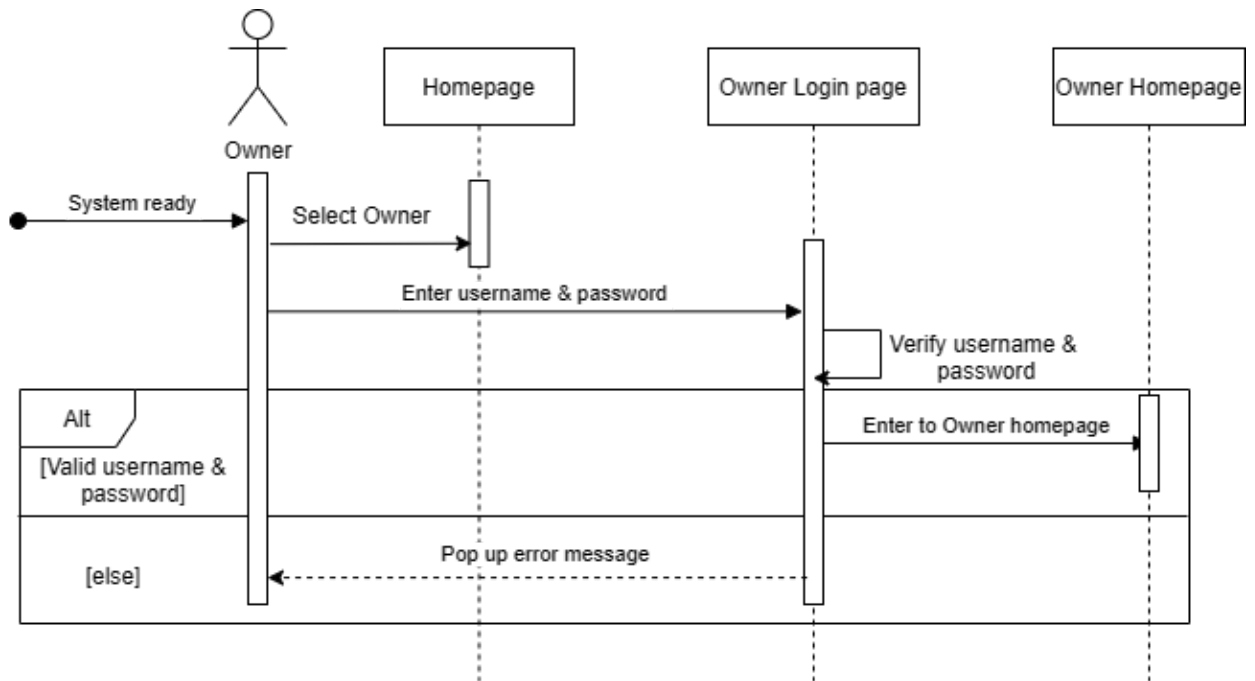 Homepage
Owner Login page
Owner Homepage
Owner
System ready
Select Owner
Enter username & password
Verify username &
password
Alt
Enter to Owner homepage
[Valid username &
password]
Pop up error message
[else]